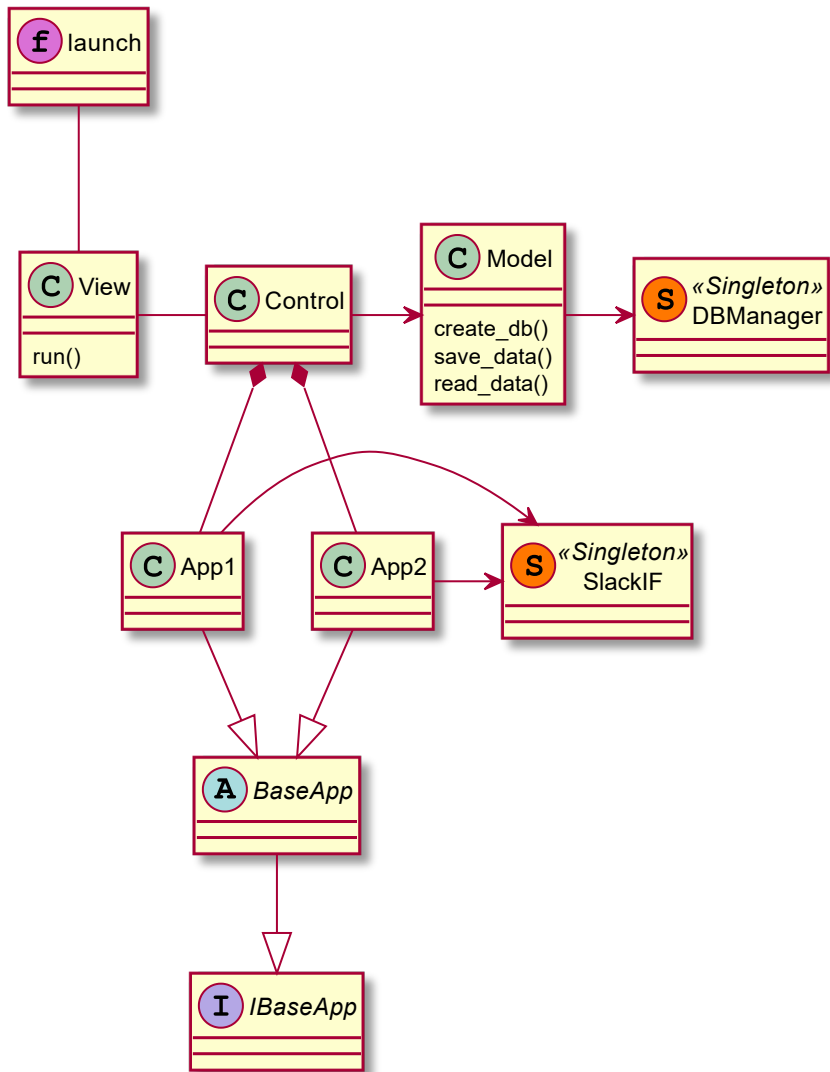 f launch
C View
run()
C Control
C Model
create_db()
save_data()
read_data()
S «Singleton»
DBManager
C App1
C App2
S «Singleton»
SlackIF
A BaseApp
I IBaseApp